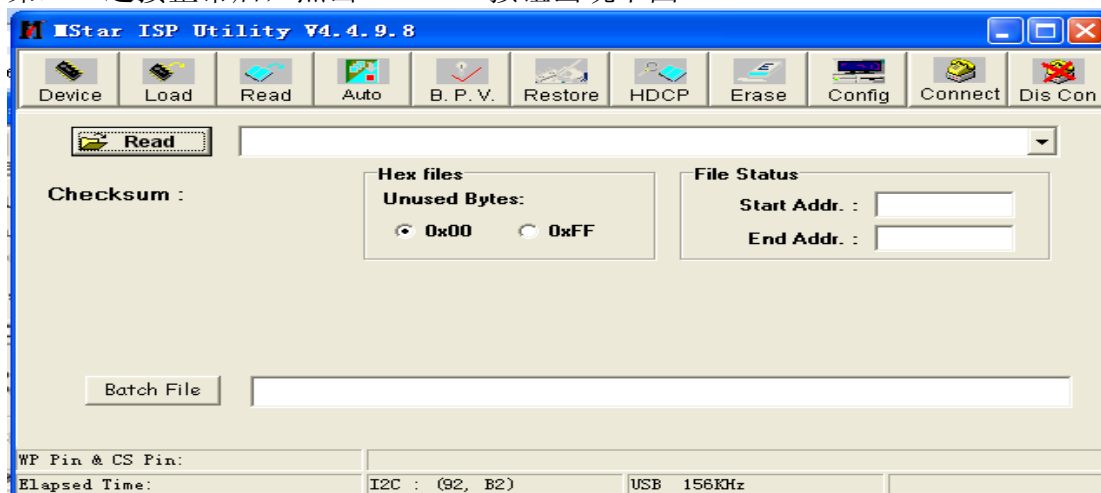 MStar ISP Utility V4.4.9.8
Device Load Read Auto B.P.V. Restore HDCP Erase Config Connect Dis Con
Read
Hex files File Status
Checksum : Unused Bytes: Start Addr. :
0x00 0xFF End Addr. :
Batch File
WP Pin & CS Pin:
Elapsed Time: I2C : (92, B2) USB 156KHz